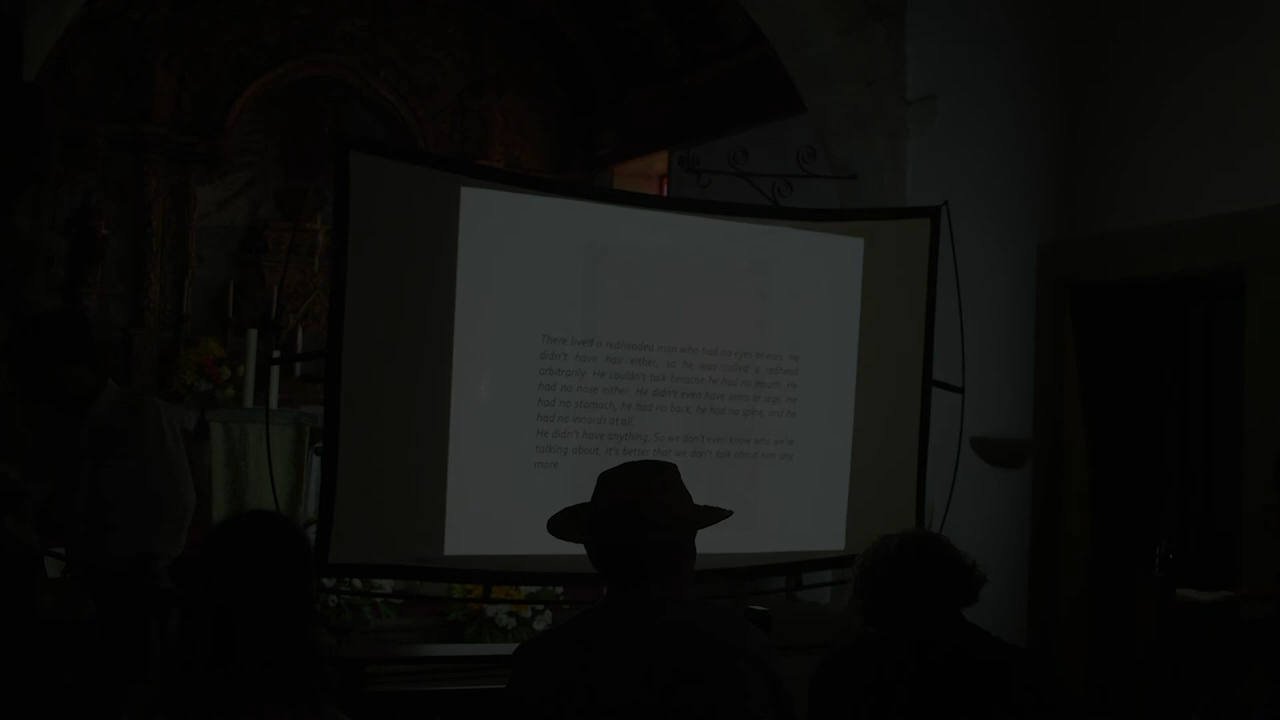 There lived a redheaded man who had no eyes or ears. He
didn't have hair either, so he was called a redhead
arbitrarily. He couldn't talk because he had no mouth. He
had no nose either. He didn't even have arms or legs. He
had no stomach, he had no back, he had no spine, and he
had no innards at all.
He didn't have anything. So we don't even know who we're
talking about. It's better that we don't talk about him any
more.